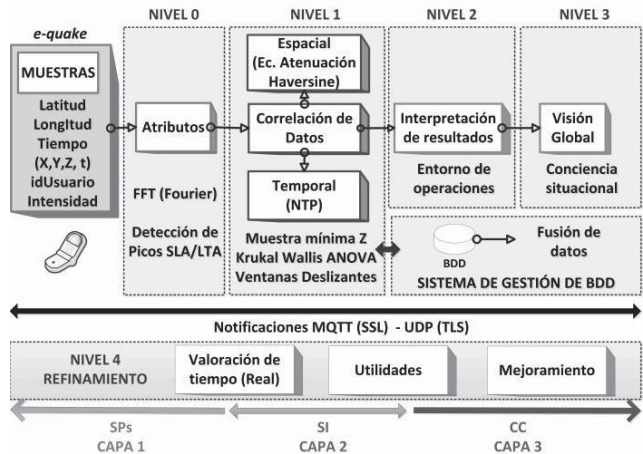 NIVEL 0
NIVEL 1
NIVEL 2
NIVEL 3
e-quake
MUESTRAS
Latitud
LongItud
Tiempo
(X,Y,Z, t)
idUsuario
Intensidad
Atributos
FFT (Fourier)
Detección de
Picos SLA/LTA
Espacial
(Ec. Atenuación
Haversine)
Correlación de
Datos
Temporal
(NTP)
Muestra mínima Z
Krukal Wallis ANOVA
Ventanas Deslizantes
Interpretación
de resultados
Entorno de
operaciones
Visión
Global
Conciencia
situacional
BDD
Fusión de
datos
SISTEMA DE GESTIÓN DE BDD
Notificaciones MQTT (SSL) - UDP (TLS)
NIVEL 4
REFINAMIENTO
Valoración de
tiempo (Real)
Utilidades
Mejoramiento
SPs
CAPA 1
SI
CAPA 2
CC
CAPA 3